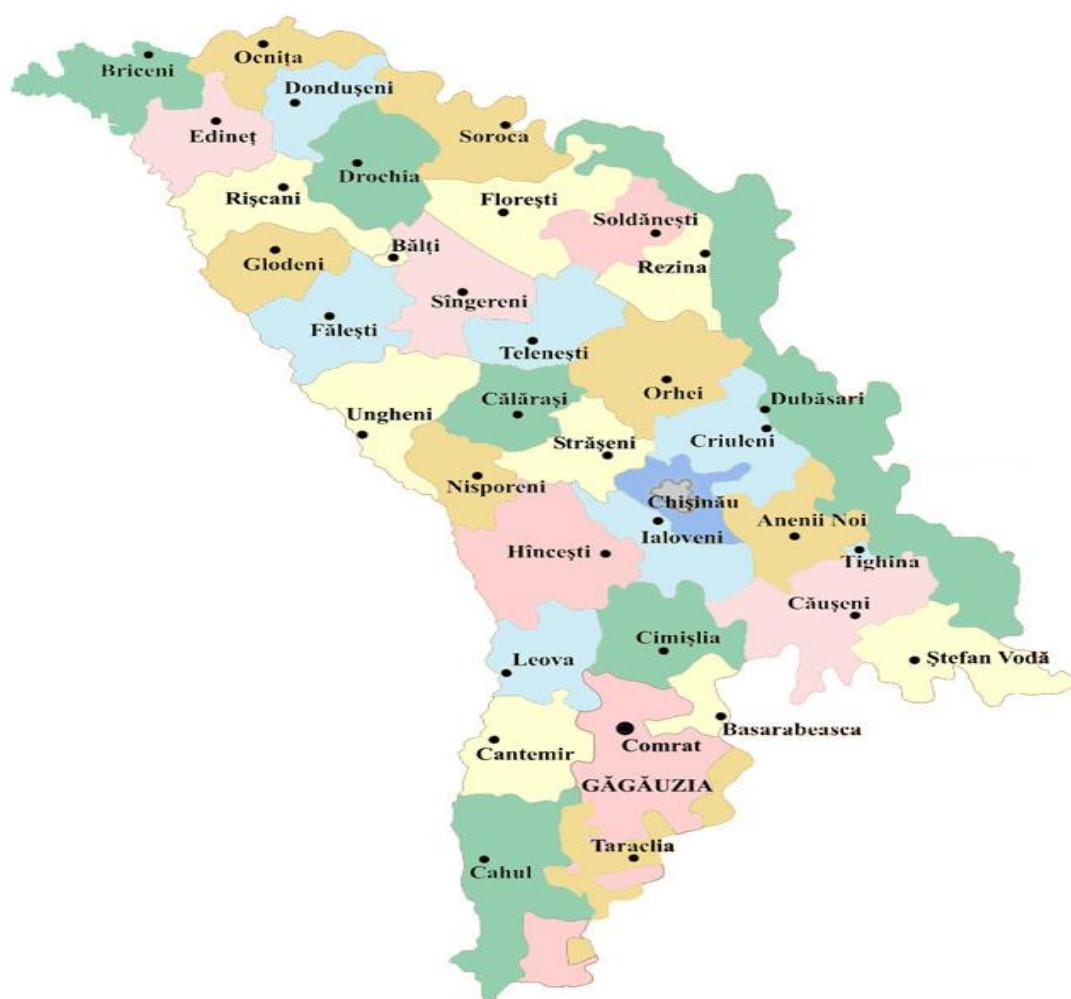 Ocnița
Briceni
Dondușeni
Edineț
Soroca
Drochia
Rîșcani
Florești
Soldănești
Bălți
Glodeni
Rezina
Sîngereni
Fălești
Telenești
Orhei
Călărași
Dubăsari
Ungheni
Criuleni
Strășeni
Nisporeni
Chișinău
Anenii Noi
Ialoveni
Hîncești
Tighina
Căușeni
Cimișlia
Leova
Ștefan Vodă
Basarabeasca
Comrat
Cantemir
GĂGĂUZIA
Taraclia
Cahul